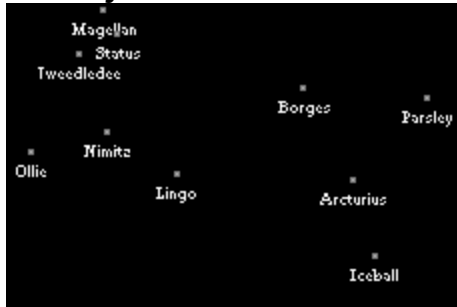 Magellan
Status
Tweedledee
Borges
Parsley
Nimitz
Ollie
Lingo
Arcturius
Iceball